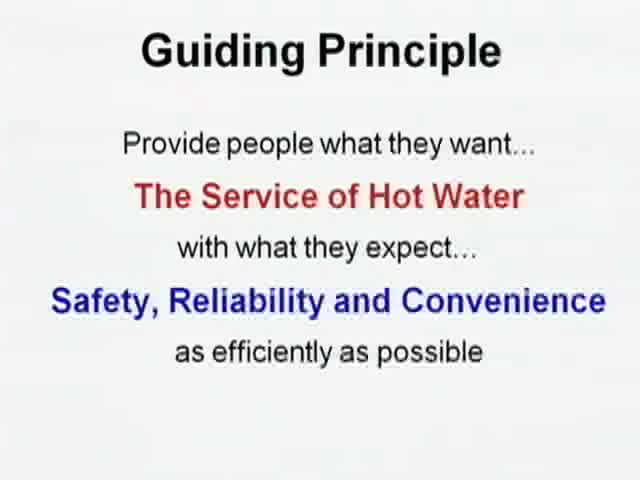 Guiding Principle
Provide people what they want...
The Service of Hot Water
with what they expect...
Safety, Reliability and Convenience
as efficiently as possible